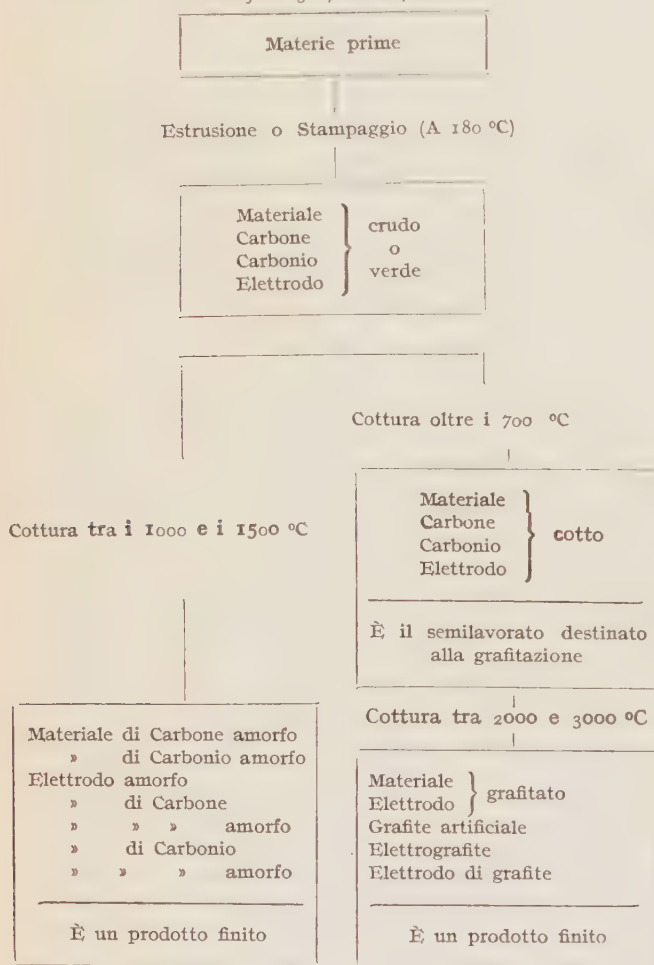 Materie prime
Estrusione o Stampaggio (A 180 °C)
Materiale
Carbone
Carbonio
Elettrodo
crudo
o
verde
Cottura oltre i 700 °C
Materiale
Carbone
Carbonio
Elettrodo
cotto
È il semilavorato destinato
alla grafitazione
Cottura tra i 1000 e i 1500 °C
Materiale di Carbone amorfo
» di Carbonio amorfo
Elettrodo amorfo
» di Carbone
» » » amorfo
» di Carbonio
» » » amorfo
È un prodotto finito
Cottura tra 2000 e 3000 °C
Materiale
Elettrodo
grafitato
Grafite artificiale
Elettrografite
Elettrodo di grafite
È un prodotto finito